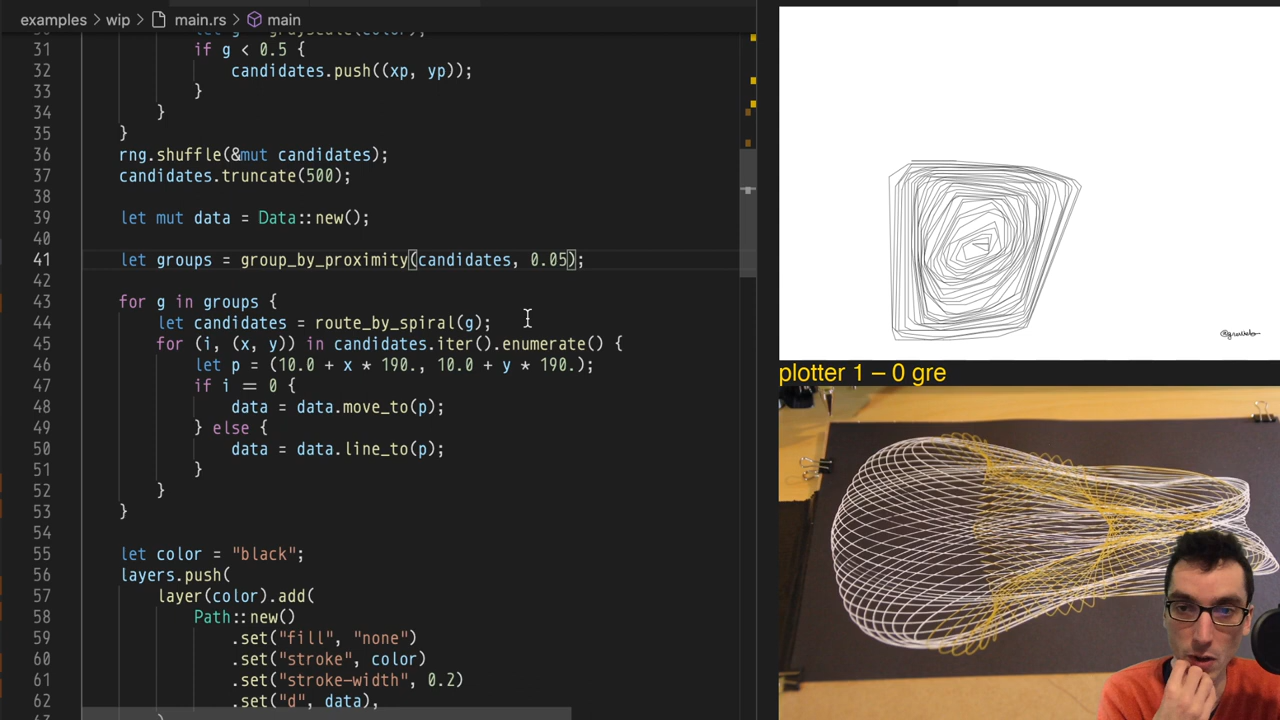 examples > wip > main.rs > main
31 if g < 0.5 {
32 candidates.push((xp, yp));
33 }
34 }
35 }
36 rng.shuffle(&mut candidates);
37 candidates.truncate(500);
38
39 let mut data = Data::new();
40
41 let groups = group_by_proximity(candidates, 0.05);
42
43 for g in groups {
44 let candidates = route_by_spiral(g);
45 for (i, (x, y)) in candidates.iter().enumerate() {
46 let p = (10.0 + x * 190., 10.0 + y * 190.);
47 if i == 0 {
48 data = data.move_to(p);
49 } else {
50 data = data.line_to(p);
51 }
52 }
53 }
54
55 let color = "black";
56 layers.push(
57 layer(color).add(
58 Path::new()
59 .set("fill", "none")
60 .set("stroke", color)
61 .set("stroke-width", 0.2)
62 .set("d", data),
plotter 1 – 0 gre